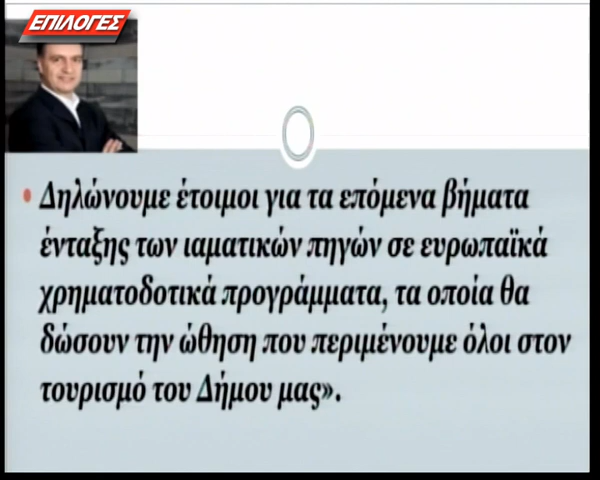 ΕΠΙΛΟΓΕΣ
• Δηλώνουμε έτοιμοι για τα επόμενα βήματα
ένταξης των ιαματικών πηγών σε ευρωπαϊκά
χρηματοδοτικά προγράμματα, τα οποία θα
δώσουν την ώθηση που περιμένουμε όλοι στον
τουρισμό του Δήμου μας».